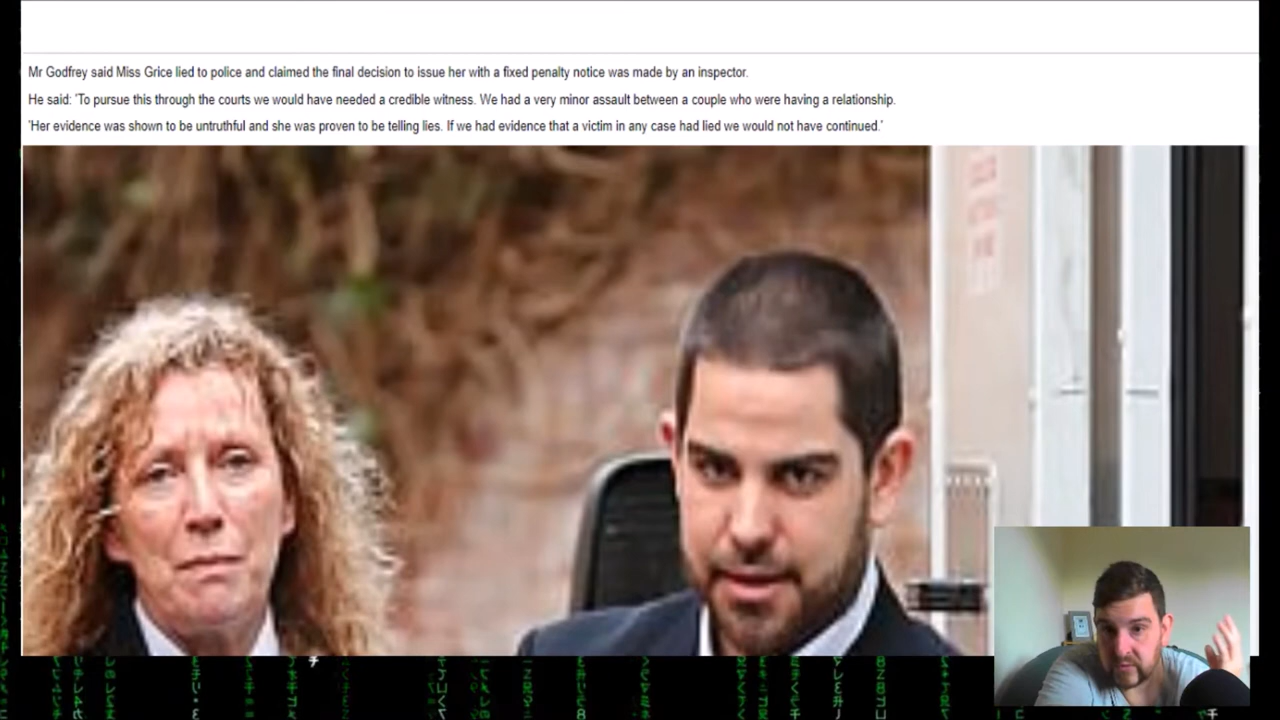 Mr Godfrey said Miss Grice lied to police and claimed the final decision to issue her with a fixed penalty notice was made by an inspector.
He said: 'To pursue this through the courts we would have needed a credible witness. We had a very minor assault between a couple who were having a relationship.
'Her evidence was shown to be untruthful and she was proven to be telling lies. If we had evidence that a victim in any case had lied we would not have continued.'